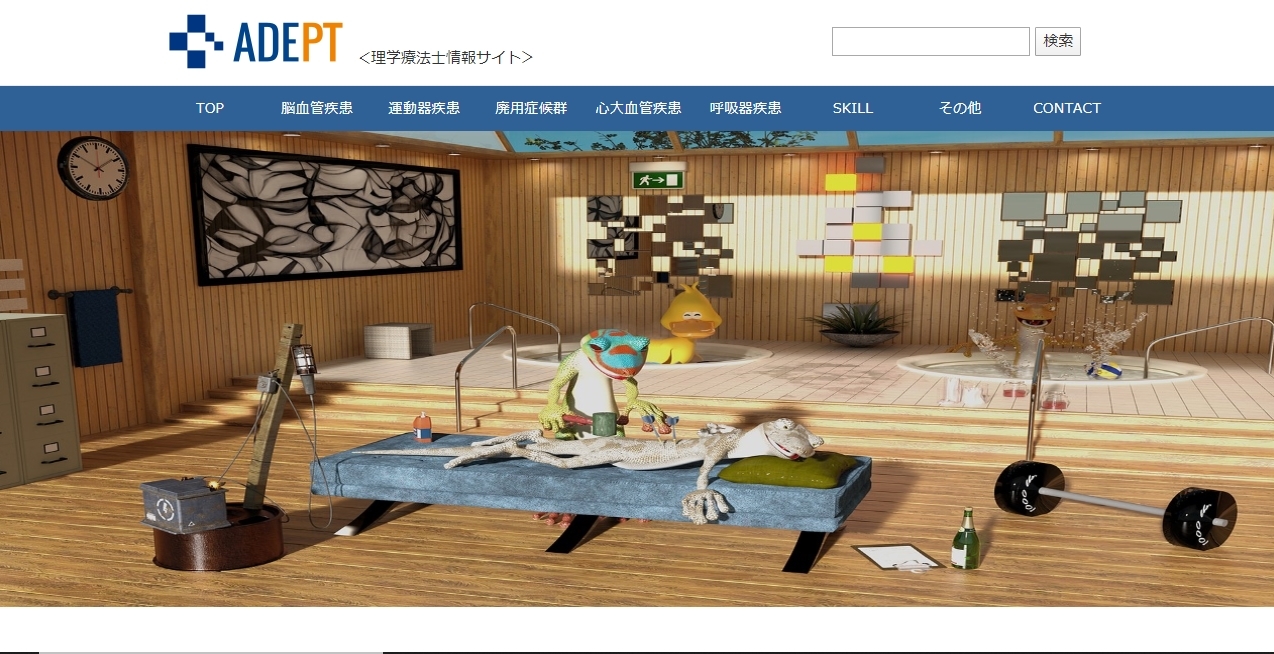 ADEPT
<理学療法士情報サイト>
検索
TOP
脳血管疾患
運動器疾患
廃用症候群
心大血管疾患
呼吸器疾患
SKILL
その他
CONTACT